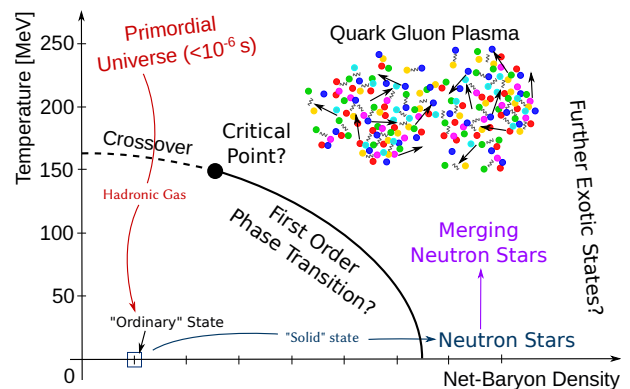 Temperature [MeV]
250
200
150
100
50
0
Primordial
Universe (<10⁻⁶ s)
Quark Gluon Plasma
Crossover
Critical
Point?
Hadronic Gas
First Order
Phase Transition?
Further Exotic States?
Merging
Neutron Stars
"Ordinary" State
"Solid" state
Neutron Stars
Net-Baryon Density